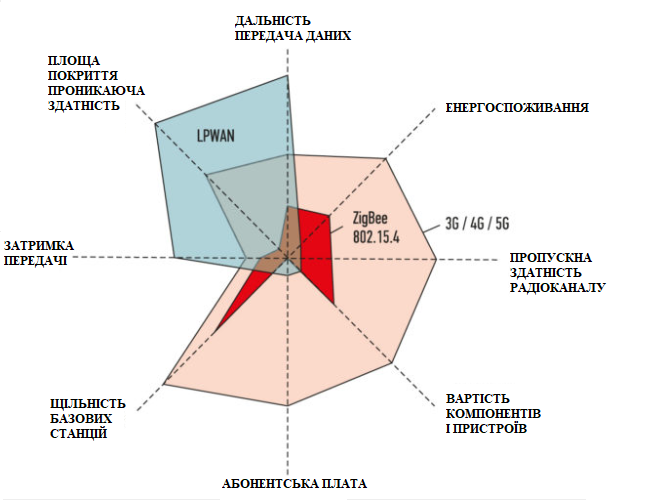 ДАЛЬНІСТЬ
ПЕРЕДАЧА ДАНИХ
ПЛОЩА
ПОКРИТТЯ
ПРОНИКАЮЧА
ЗДАТНІСТЬ
ЕНЕРГОСПОЖИВАННЯ
LPWAN
ZigBee
802.15.4
3G / 4G / 5G
ЗАТРИМКА
ПЕРЕДАЧІ
ПРОПУСКНА
ЗДАТНІСТЬ
РАДІОКАНАЛУ
ЩІЛЬНІСТЬ
БАЗОВИХ
СТАНЦІЙ
ВАРТІСТЬ
КОМПОНЕНТІВ
І ПРИСТРОЇВ
АБОНЕНТСЬКА ПЛАТА